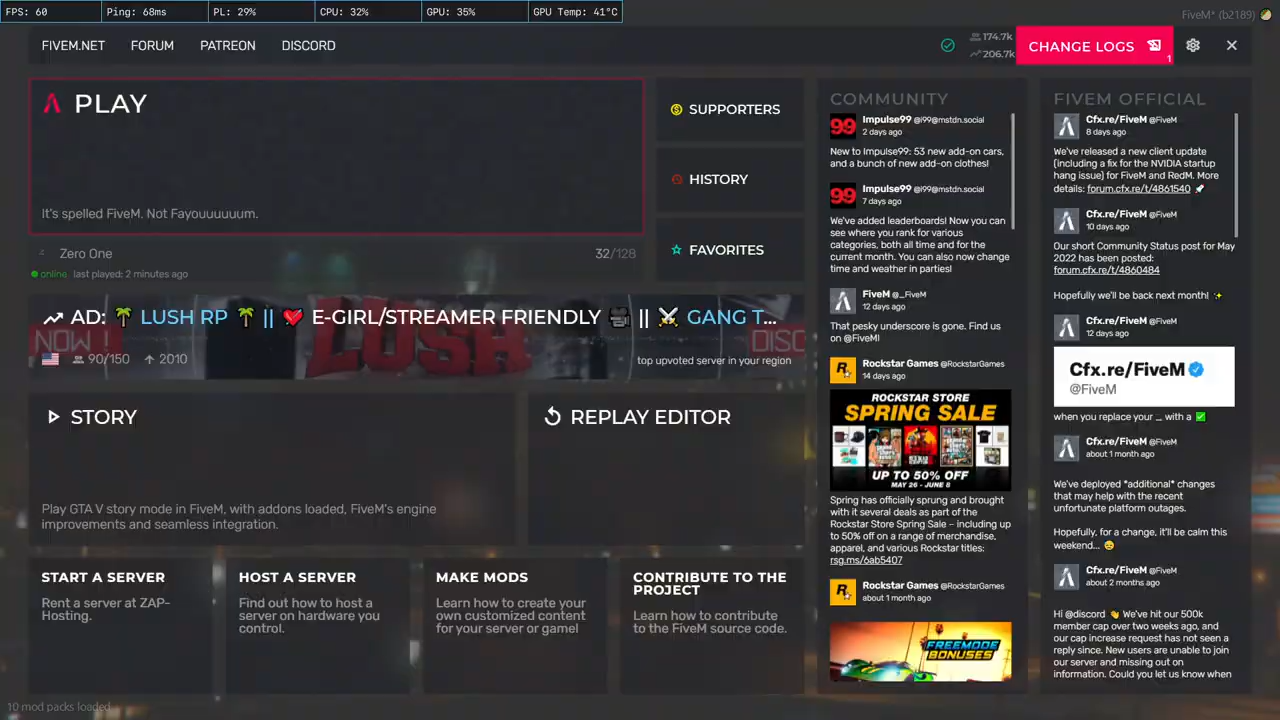 FPS: 60 Ping: 68ms PL: 29% CPU: 32% GPU: 35% GPU Temp: 41°C
FiveM* (b2189)
FIVEM.NET FORUM PATREON DISCORD
174.7k
206.7k
CHANGE LOGS
1
PLAY
It's spelled FiveM. Not Fayouuuuuum.
Zero One 32/128
online last played: 2 minutes ago
SUPPORTERS
HISTORY
FAVORITES
AD: 🌴 LUSH RP 🌴 || E-GIRL/STREAMER FRIENDLY || ⚔ GANG T...
NOW !
LUSH
DISC
90/150 2010
top upvoted server in your region
STORY
Play GTA V story mode in FiveM, with addons loaded, FiveM's engine
improvements and seamless integration.
REPLAY EDITOR
START A SERVER
Rent a server at ZAP-
Hosting.
HOST A SERVER
Find out how to host a
server on hardware you
control.
MAKE MODS
Learn how to create your
own customized content
for your server or game!
CONTRIBUTE TO THE
PROJECT
Learn how to contribute
to the FiveM source code.
10 mod packs loaded
COMMUNITY
99
Impulse99 @i99@mstdn.social
2 days ago
New to Impulse99: 53 new add-on cars,
and a bunch of new add-on clothes!
99
Impulse99 @i99@mstdn.social
7 days ago
We've added leaderboards! Now you can
see where you rank for various
categories, both all time and for the
current month. You can also now change
time and weather in parties!
FiveM @_FiveM
12 days ago
That pesky underscore is gone. Find us
on @FiveM!
Rockstar Games @RockstarGames
14 days ago
ROCKSTAR STORE
SPRING SALE
UP TO 50% OFF
MAY 26 - JUNE 8
Spring has officially sprung and brought
with it several deals as part of the
Rockstar Store Spring Sale – including up
to 50% off on a range of merchandise,
apparel, and various Rockstar titles:
rsg.ms/6ab5407
Rockstar Games @RockstarGames
about 1 month ago
FREEMODE
BONUSES
FIVEM OFFICIAL
Cfx.re/FiveM @FiveM
8 days ago
We've released a new client update
(including a fix for the NVIDIA startup
hang issue) for FiveM and RedM. More
details: forum.cfx.re/t/4861540 🚀
Cfx.re/FiveM @FiveM
10 days ago
Our short Community Status post for May
2022 has been posted:
forum.cfx.re/t/4860484
Hopefully we'll be back next month! ✨
Cfx.re/FiveM @FiveM
12 days ago
Cfx.re/FiveM
@FiveM
when you replace your _ with a ✅
Cfx.re/FiveM @FiveM
about 1 month ago
We've deployed *additional* changes
that may help with the recent
unfortunate platform outages.
Hopefully, for a change, it'll be calm this
weekend... 😥
Cfx.re/FiveM @FiveM
about 2 months ago
Hi @discord 👋 We've hit our 500k
member cap over two weeks ago, and
our cap increase request has not seen a
reply since. New users are unable to join
our server and missing out on
information. Could you let us know when